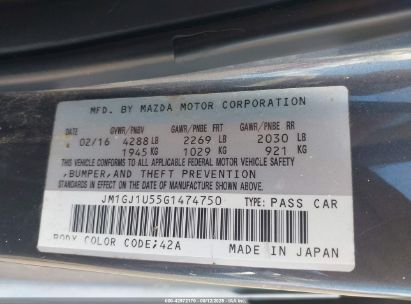 MFD. BY MAZDA MOTOR CORPORATION
GVWR/PNBV GAWR/PNBE FRT GAWR/PNBE RR
02/16 4288 LB 2269 LB 2030 LB
1945 KG 1029 KG 921 KG
THIS VEHICLE CONFORMS TO ALL APPLICABLE FEDERAL MOTOR VEHICLE SAFETY,
BUMPER, AND THEFT PREVENTION
STANDARDS IN EFFECT ON THE DATE OF MANUFACTURE SHOWN ABOVE.
JM1GJ1U55G1474750 TYPE: PASS CAR
BODY COLOR CODE: 42A
MADE IN JAPAN